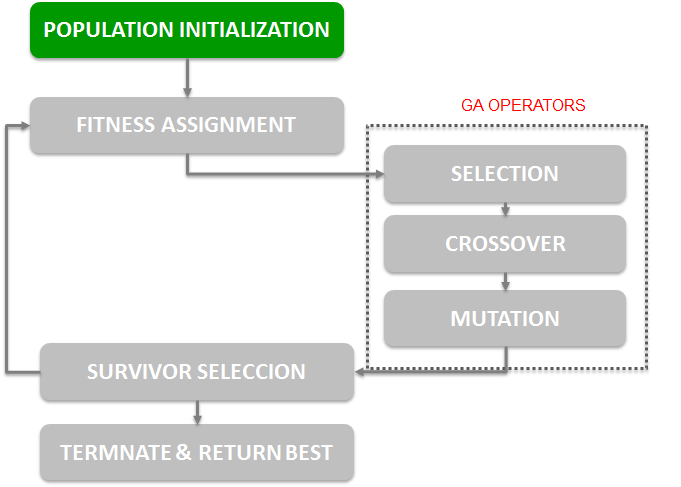 POPULATION INITIALIZATION
FITNESS ASSIGNMENT
GA OPERATORS
SELECTION
CROSSOVER
MUTATION
SURVIVOR SELECCION
TERMNATE & RETURN BEST